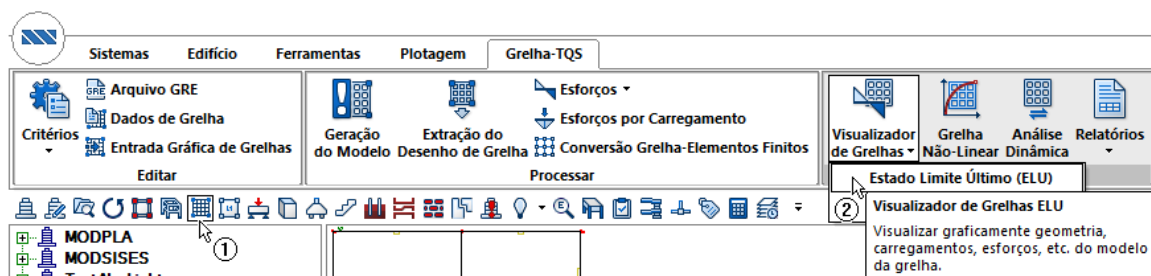 Sistemas Edifício Ferramentas Plotagem Grelha-TQS
Critérios
GRE Arquivo GRE
Dados de Grelha
Entrada Gráfica de Grelhas
Editar
Geração do Modelo
Extração do Desenho de Grelha
Esforços
Esforços por Carregamento
Conversão Grelha-Elementos Finitos
Processar
Visualizador de Grelhas
Grelha Não-Linear
Análise Dinâmica
Relatórios
Estado Limite Último (ELU)
Visualizador de Grelhas ELU
Visualizar graficamente geometria,
carregamentos, esforços, etc. do modelo
da grelha.
1
2
MODPLA
MODSISES